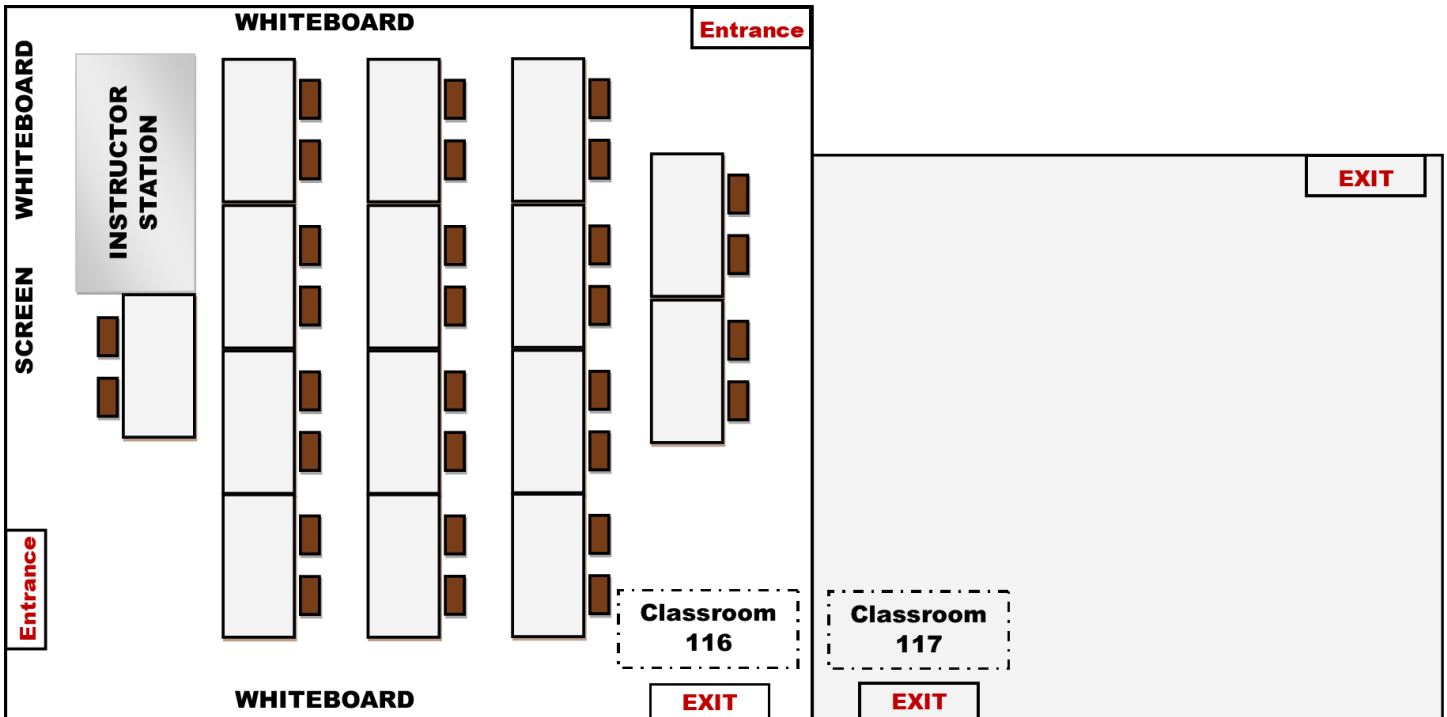 WHITEBOARD
Entrance
WHITEBOARD
INSTRUCTOR
STATION
EXIT
SCREEN
Entrance
Classroom
116
Classroom
117
WHITEBOARD
EXIT
EXIT